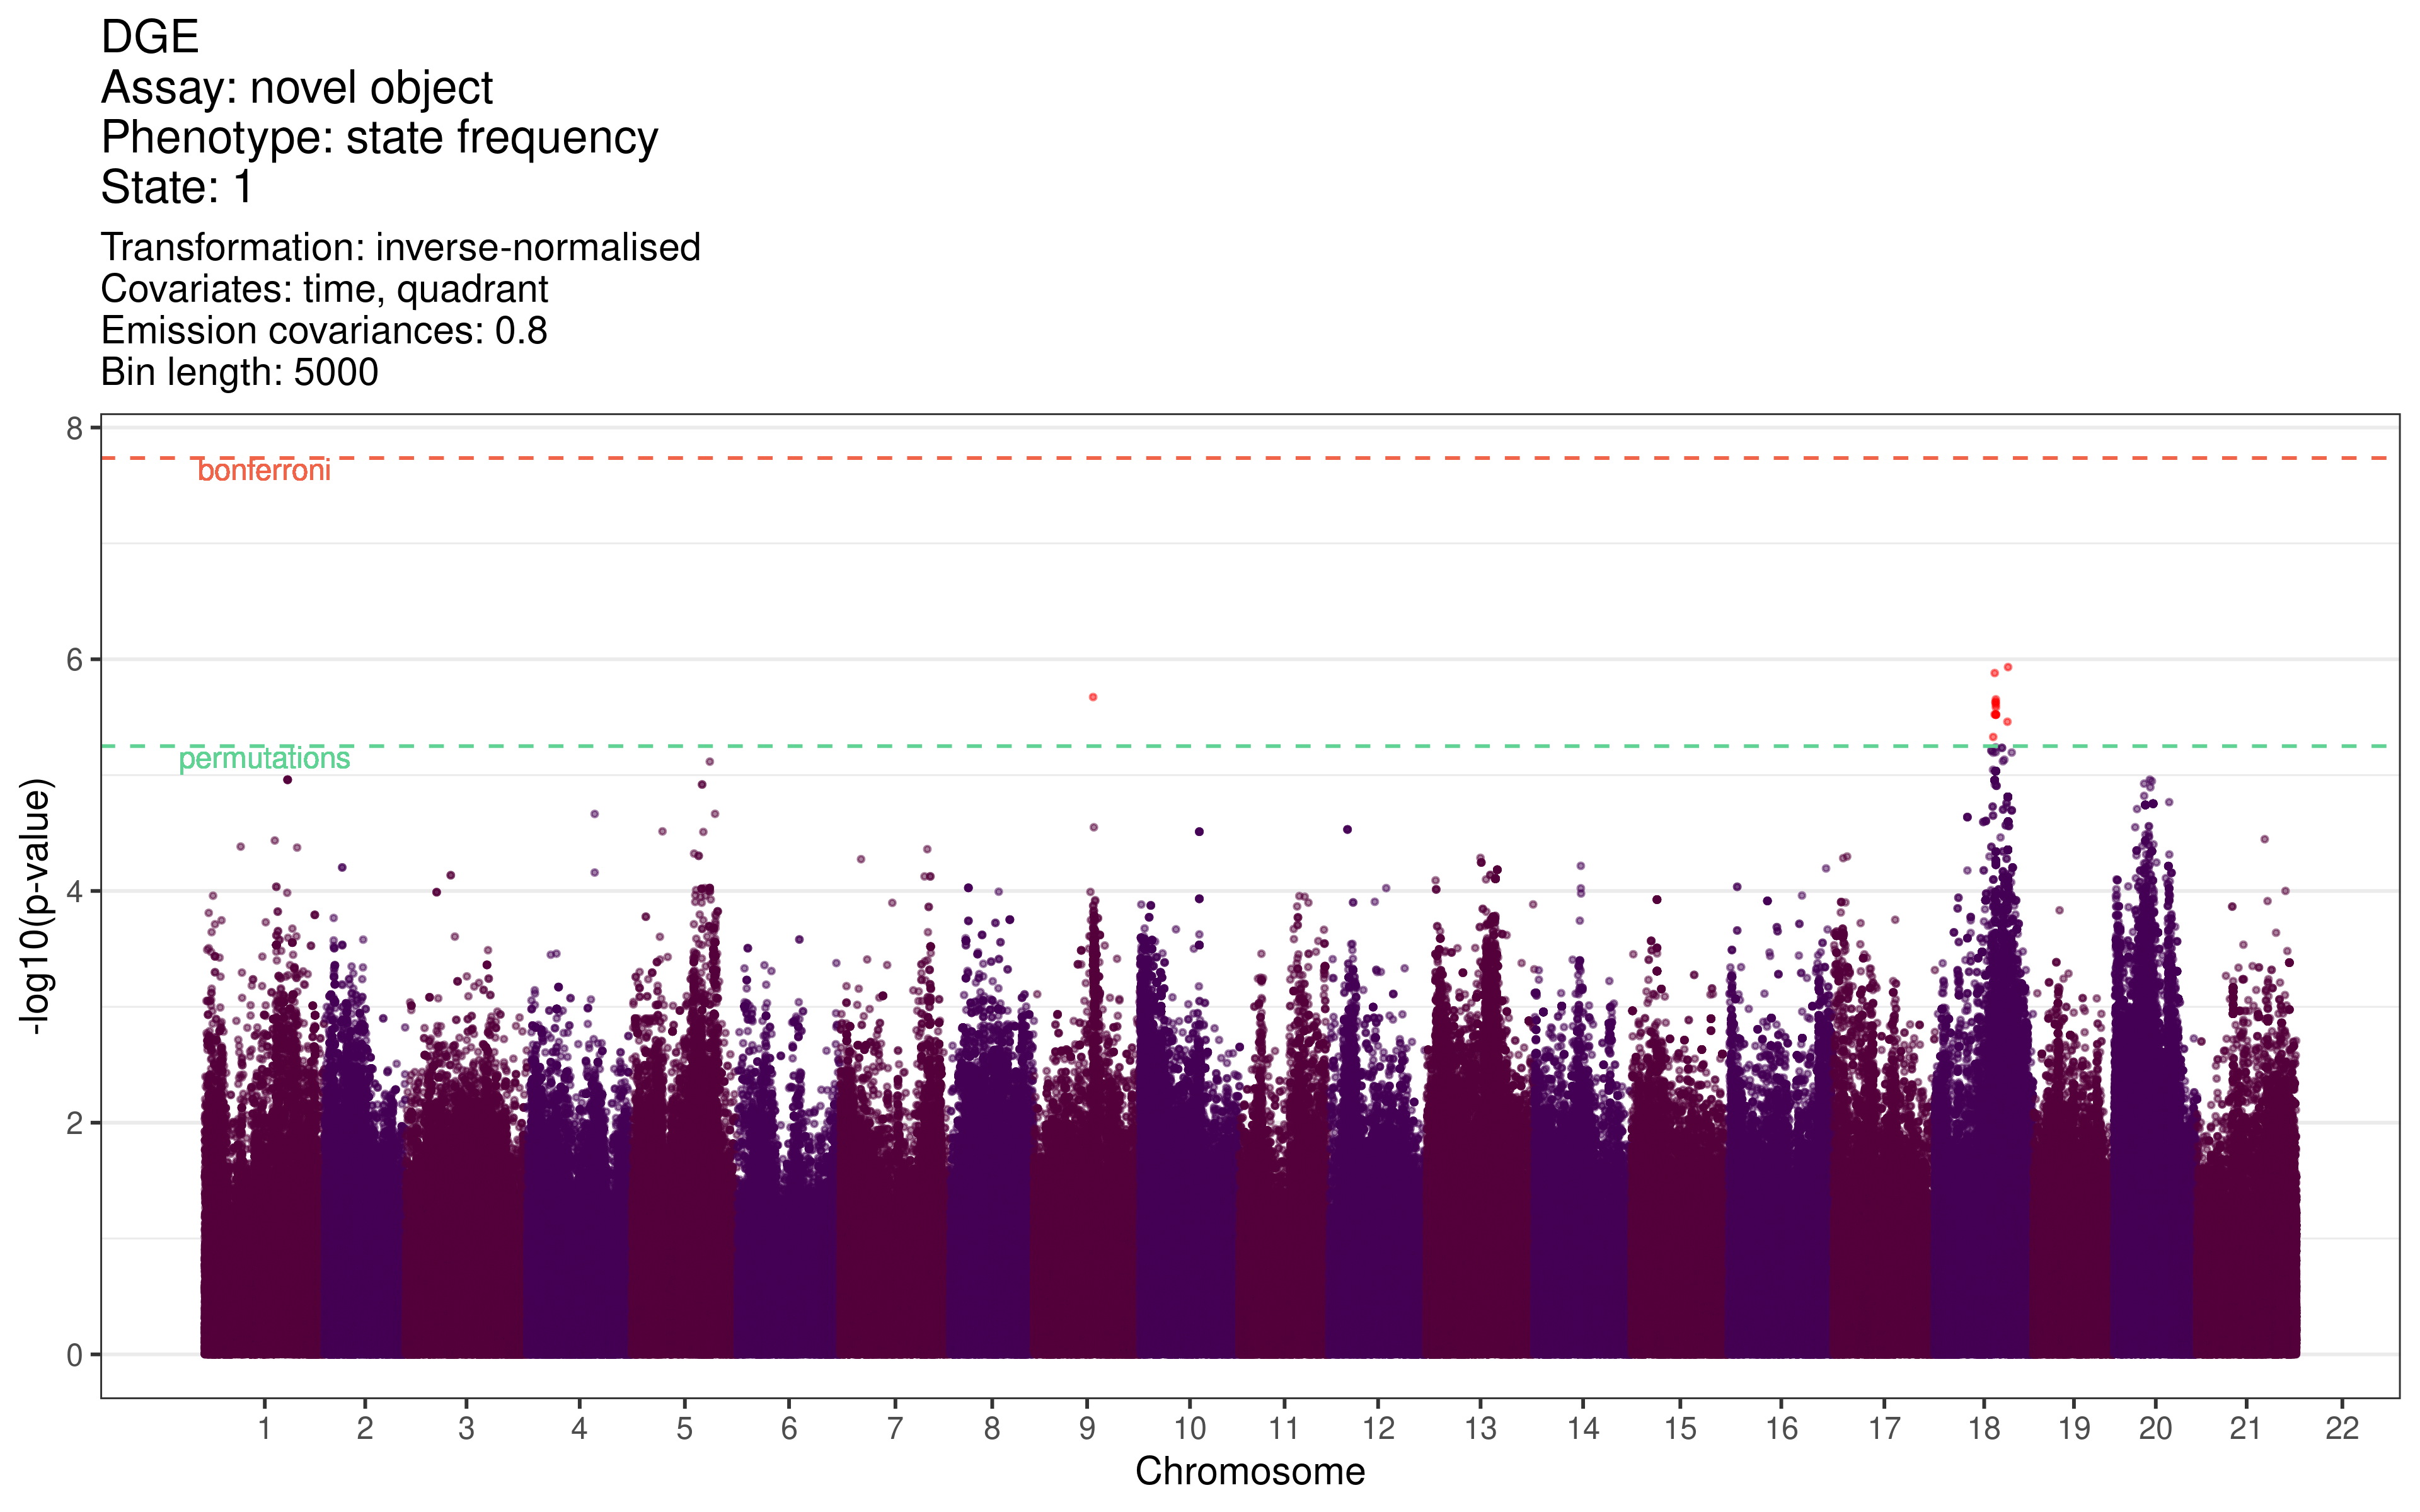 DGE
Assay: novel object
Phenotype: state frequency
State: 1
Transformation: inverse-normalised
Covariates: time, quadrant
Emission covariances: 0.8
Bin length: 5000
8
bonferroni
6
permutations
4
2
0
-log10(p-value)
1 2 3 4 5 6 7 8 9 10 11 12 13 14 15 16 17 18 19 20 21 22
Chromosome